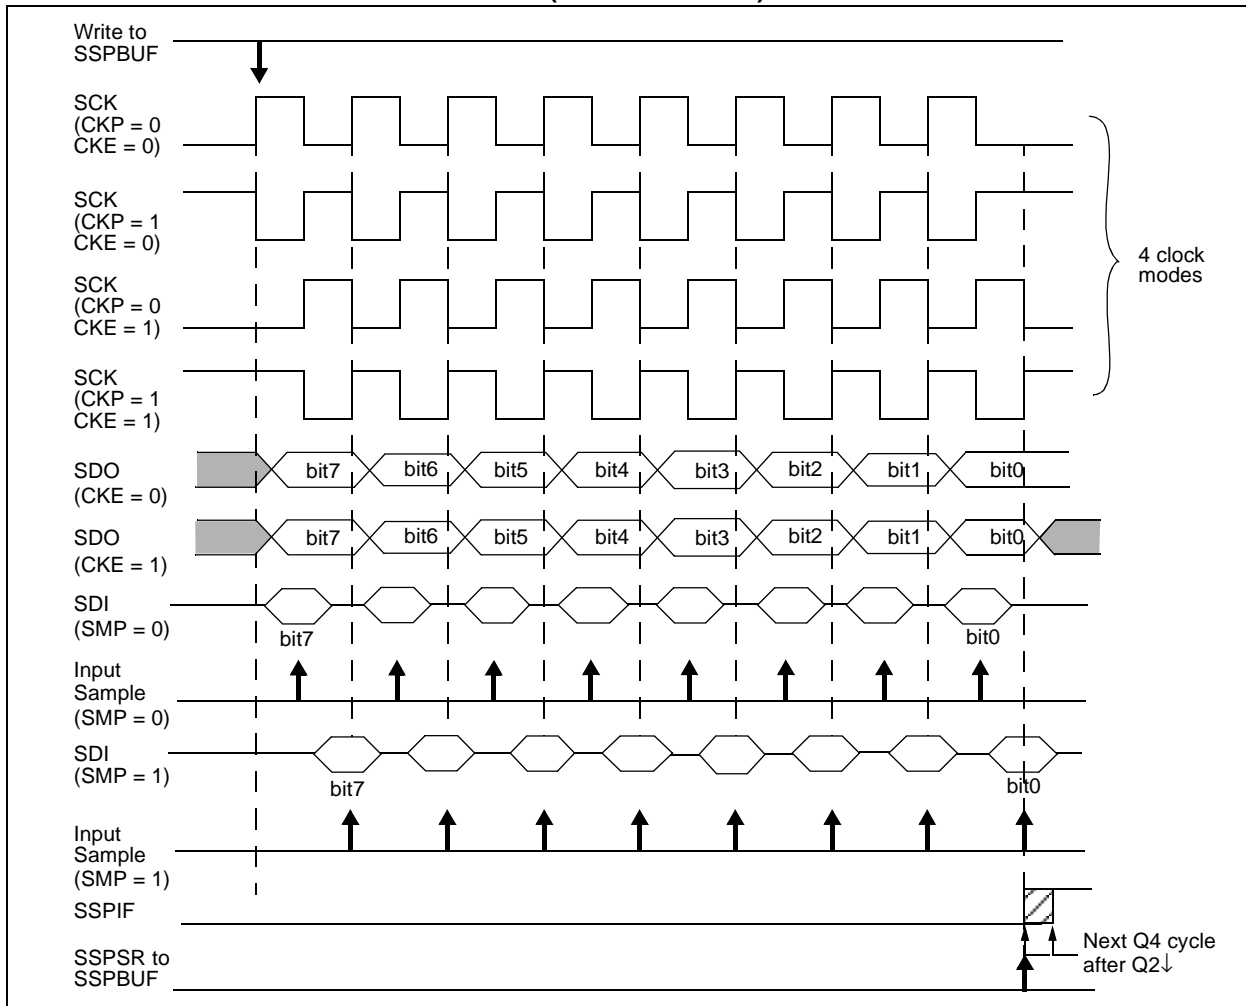 Write to
SSPBUF
SCK
(CKP = 0
CKE = 0)
SCK
(CKP = 1
CKE = 0)
SCK
(CKP = 0
CKE = 1)
SCK
(CKP = 1
CKE = 1)
4 clock
modes
SDO
(CKE = 0)
bit7 bit6 bit5 bit4 bit3 bit2 bit1 bit0
SDO
(CKE = 1)
bit7 bit6 bit5 bit4 bit3 bit2 bit1 bit0
SDI
(SMP = 0)
bit7 bit0
Input
Sample
(SMP = 0)
SDI
(SMP = 1)
bit7 bit0
Input
Sample
(SMP = 1)
SSPIF
Next Q4 cycle
after Q2↓
SSPSR to
SSPBUF